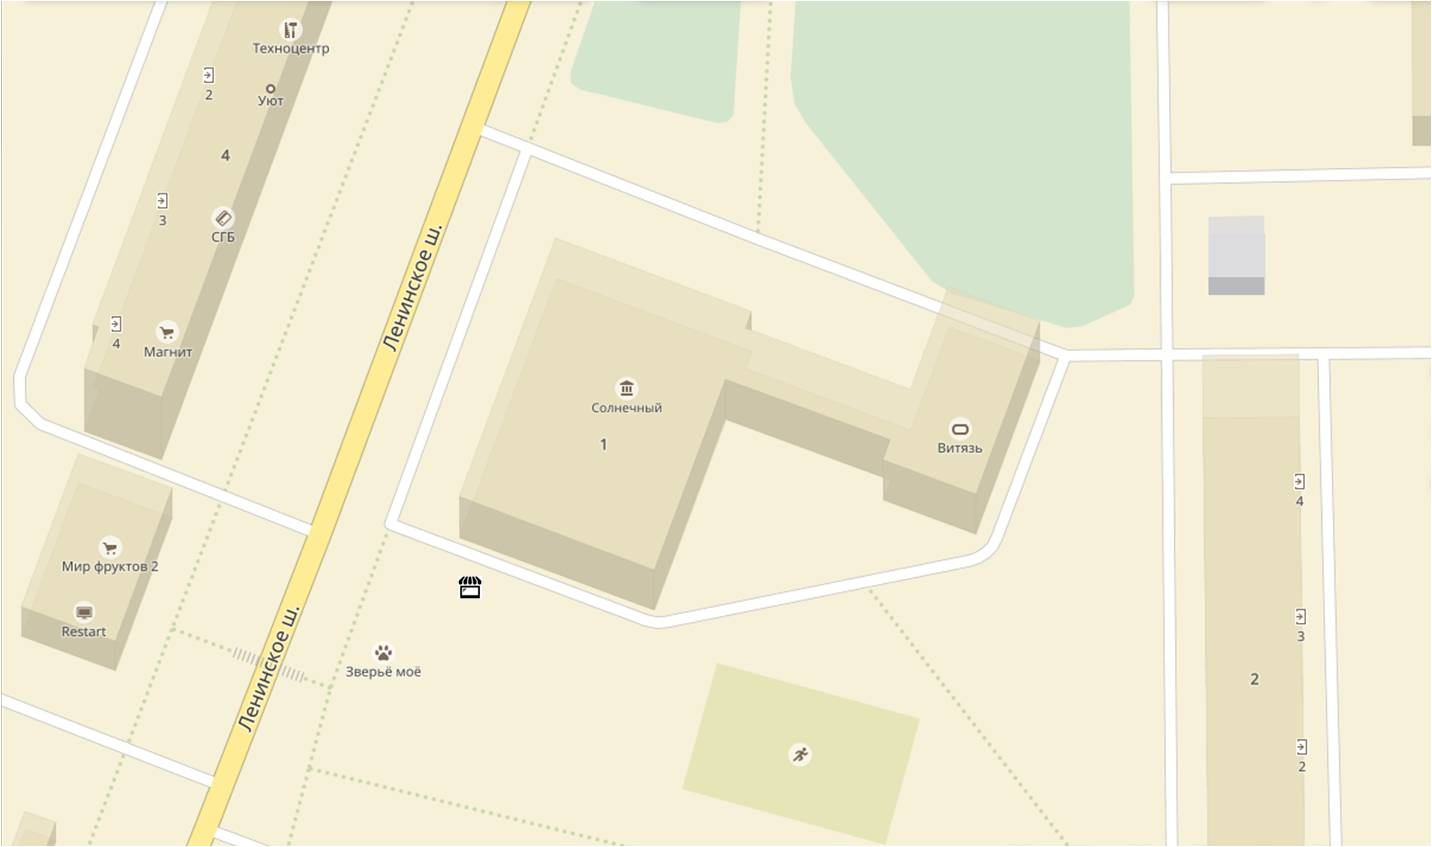 Техноцентр
2
Уют
4
3
СГБ
4
Магнит
Ленинское ш.
Солнечный
1
Витязь
4
Мир фруктов 2
Restart
Ленинское ш.
Зверьё моё
3
2
2